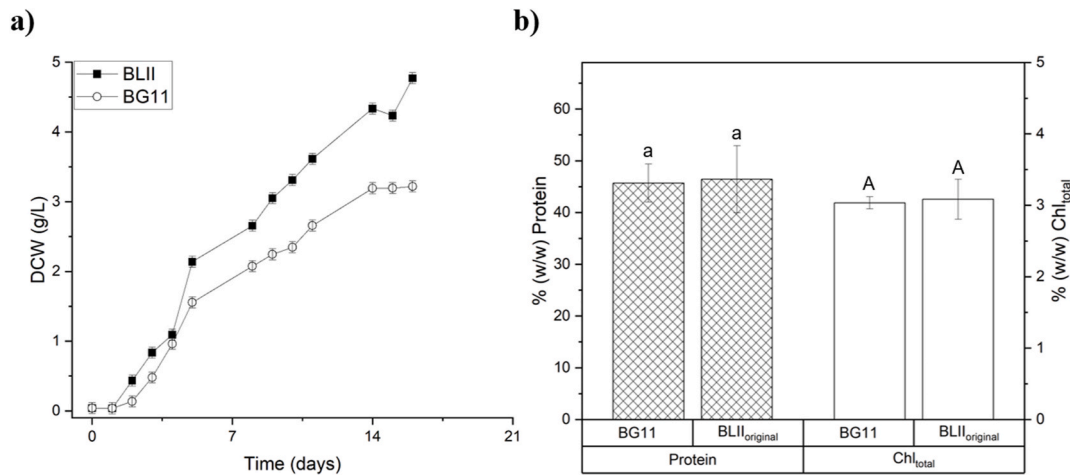 a)
BLII
BG11
5
4
3
2
1
0
DCW (g/L)
0 7 14 21
Time (days)
b)
a a A A
60
50
40
30
20
10
0
% (w/w) Protein
5
4
3
2
1
0
% (w/w) Chltotal
BG11 BLIIoriginal BG11 BLIIoriginal
Protein Chltotal